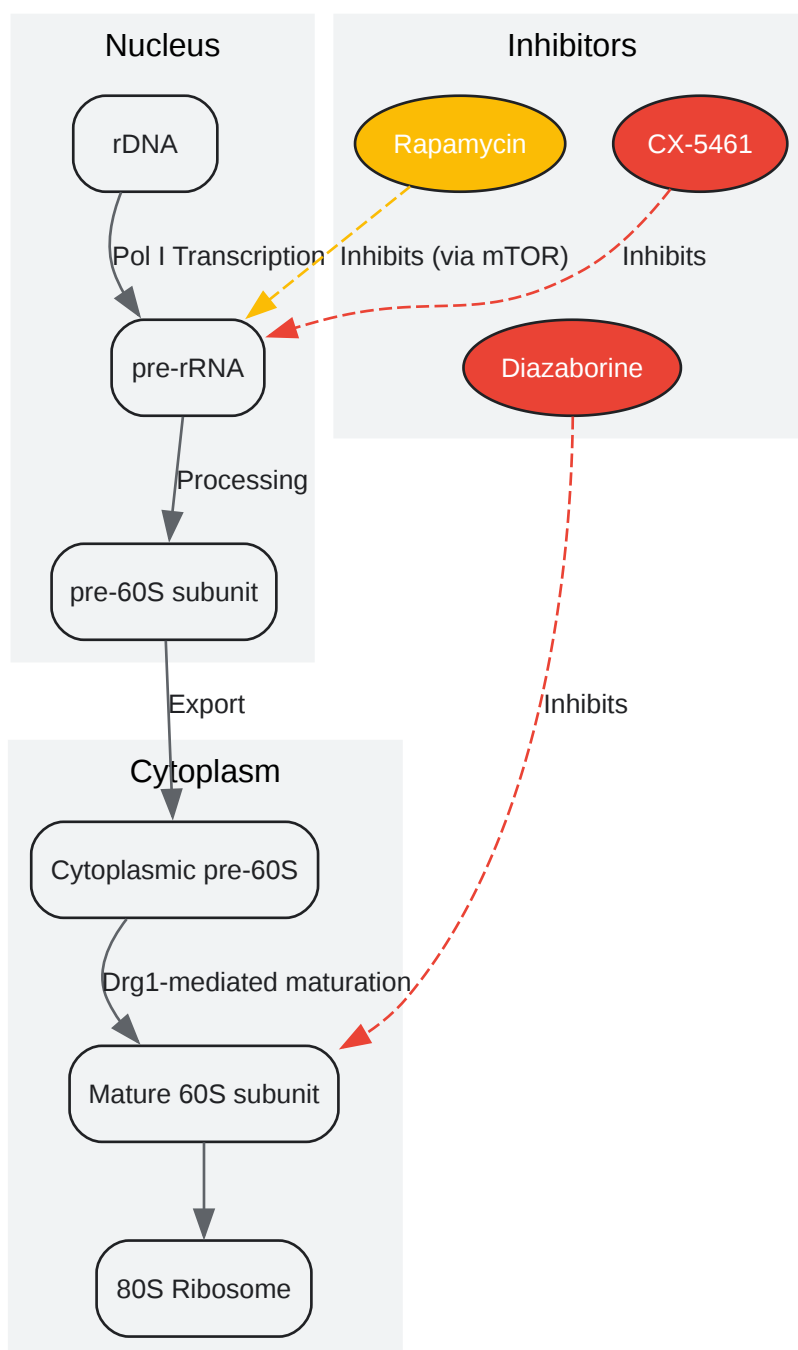 Nucleus
Inhibitors
rDNA
Rapamycin
CX-5461
Pol I Transcription
Inhibits (via mTOR)
Inhibits
pre-rRNA
Diazaborine
Processing
pre-60S subunit
Export
Inhibits
Cytoplasm
Cytoplasmic pre-60S
Drg1-mediated maturation
Mature 60S subunit
80S Ribosome